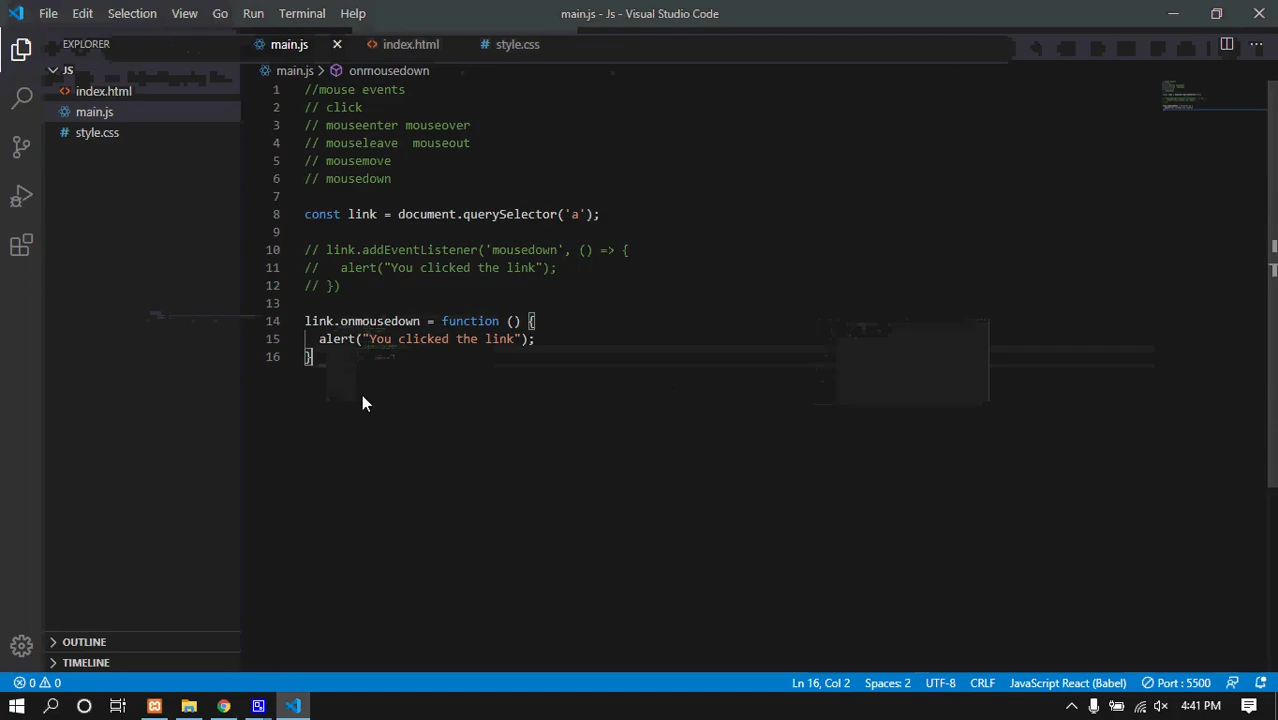 File Edit Selection View Go Run Terminal Help
main.js - Js - Visual Studio Code
EXPLORER
JS
index.html
main.js
style.css
OUTLINE
TIMELINE
main.js index.html style.css
main.js > onmousedown
1 //mouse events
2 // click
3 // mouseenter mouseover
4 // mouseleave  mouseout
5 // mousemove
6 // mousedown
7
8 const link = document.querySelector('a');
9
10 // link.addEventListener('mousedown', () => {
11 //   alert("You clicked the link");
12 // })
13
14 link.onmousedown = function () {
15   alert("You clicked the link");
16 }
0 0
Ln 16, Col 2 Spaces: 2 UTF-8 CRLF JavaScript React (Babel) Port : 5500
4:41 PM